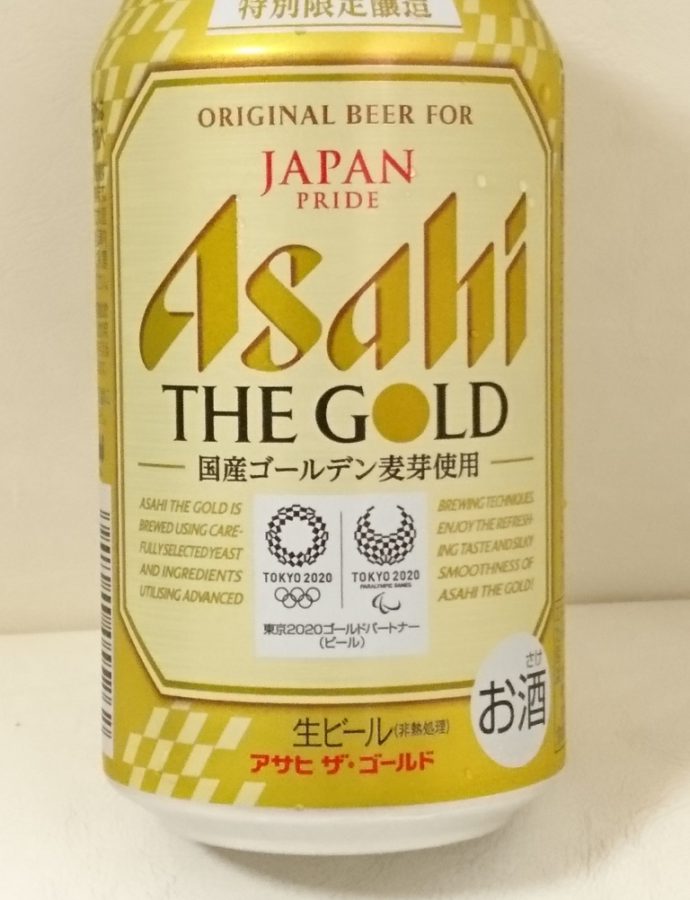 特別限定醸造
ORIGINAL BEER FOR
JAPAN
PRIDE
Asahi
THE GOLD
国産ゴールデン麦芽使用
ASAHI THE GOLD IS
BREWED USING CARE-
FULLY SELECTED YEAST
AND INGREDIENTS
UTILISING ADVANCED
BREWING TECHNIQUES.
ENJOY THE REFRESH-
ING TASTE AND SILKY
SMOOTHNESS OF
ASAHI THE GOLD!
TOKYO 2020
TOKYO 2020
PARALYMPIC GAMES
東京2020ゴールドパートナー
(ビール)
さけ
お酒
生ビール(非熱処理)
アサヒ ザ・ゴールド